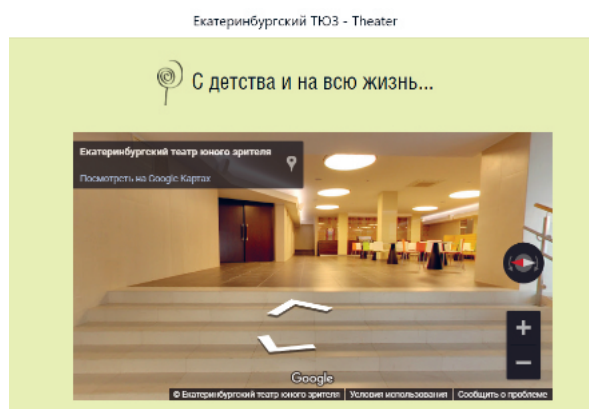 Екатеринбургский ТЮЗ - Theater
С детства и на всю жизнь...
Екатеринбургский театр юного зрителя
Посмотреть на Google Картах
+
−
Google
© Екатеринбургский театр юного зрителя Условия использования Сообщить о проблеме